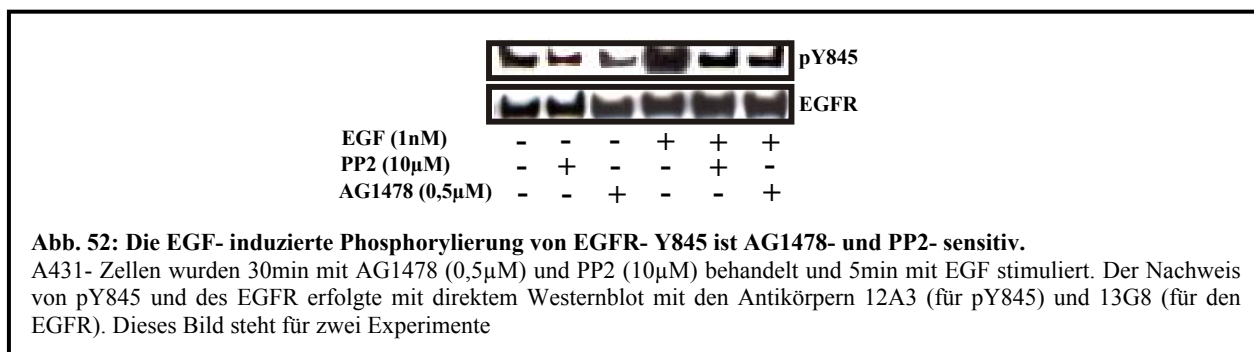 pY845
EGFR
EGF (1nM) - - - + + +
PP2 (10µM) - + - - + -
AG1478 (0,5µM) - - + - - +
Abb. 52: Die EGF- induzierte Phosphorylierung von EGFR- Y845 ist AG1478- und PP2- sensitiv.
A431- Zellen wurden 30min mit AG1478 (0,5µM) und PP2 (10µM) behandelt und 5min mit EGF stimuliert. Der Nachweis
von pY845 und des EGFR erfolgte mit direktem Westernblot mit den Antikörpern 12A3 (für pY845) und 13G8 (für den
EGFR). Dieses Bild steht für zwei Experimente